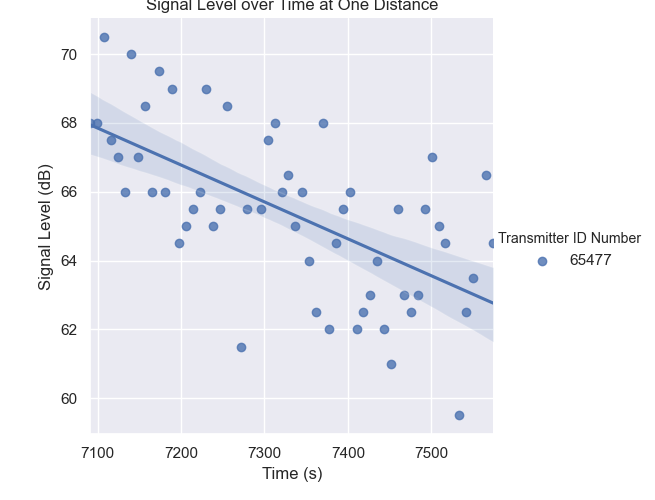 Signal Level over Time at One Distance
70
68
66
64
62
60
Signal Level (dB)
7100 7200 7300 7400 7500
Time (s)
Transmitter ID Number
65477